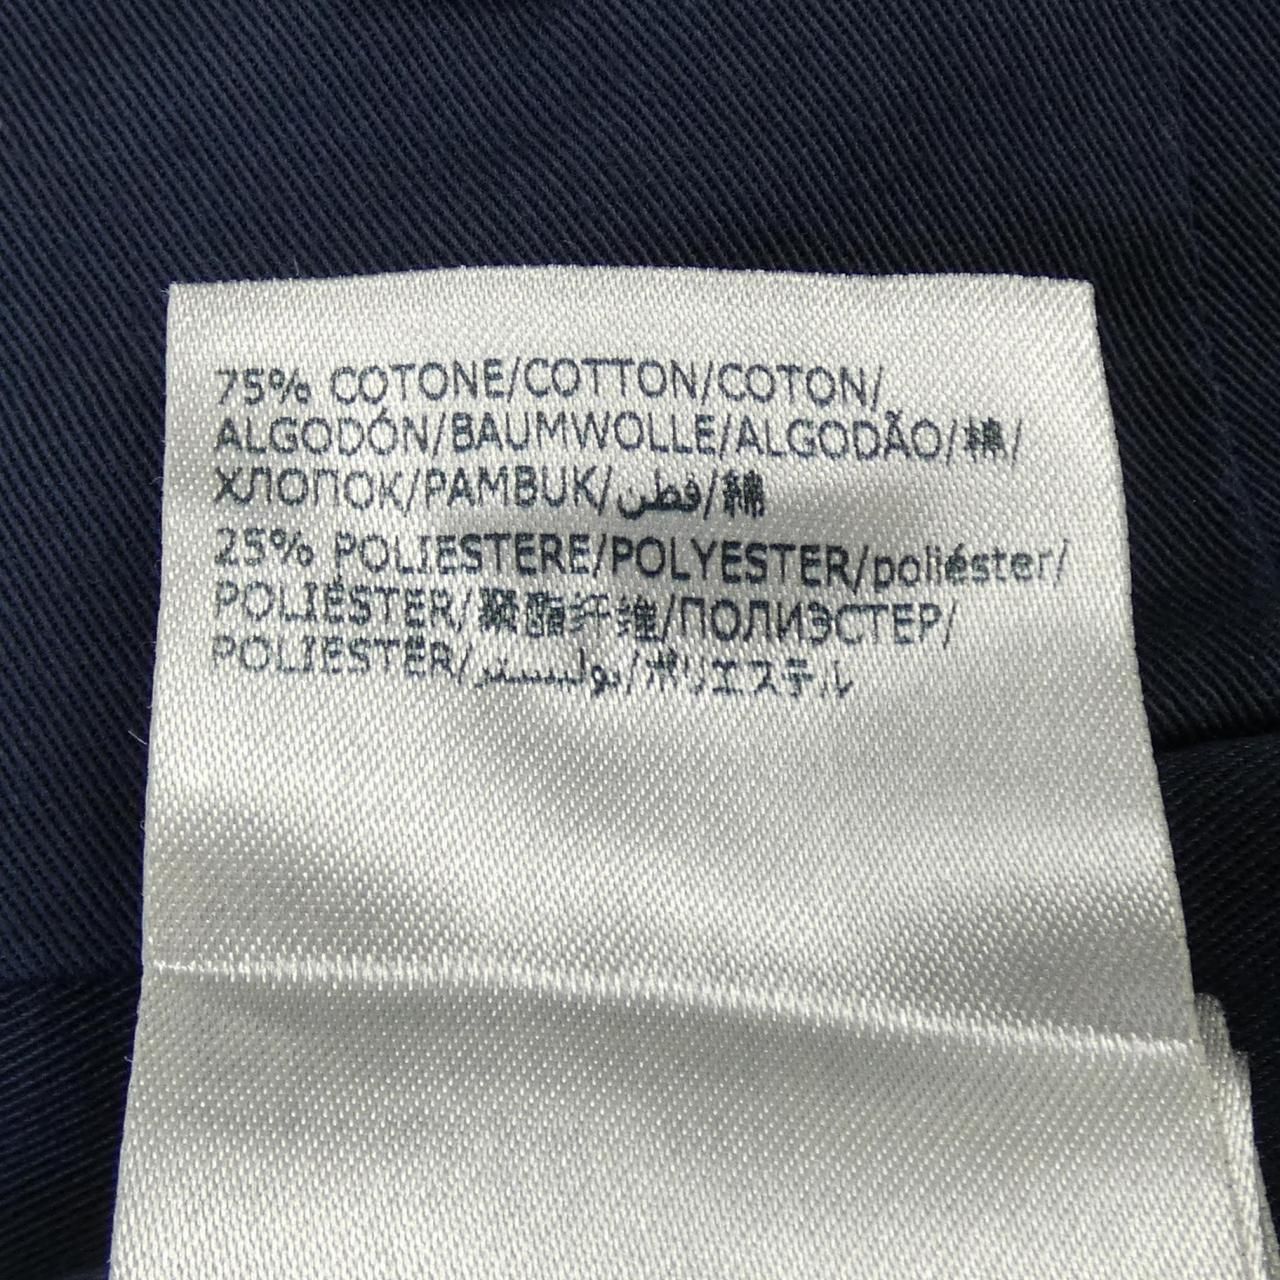 75% COTONE/COTTON/COTON/
ALGODÓN/BAUMWOLLE/ALGODÃO/棉/
ХЛОПОК/PAMBUK/قطن/綿
25% POLIESTERE/POLYESTER/poliéster/
POLIÉSTER/聚酯纤维/ПОЛИЭСТЕР/
POLIESTER/بوليستر/ポリエステル